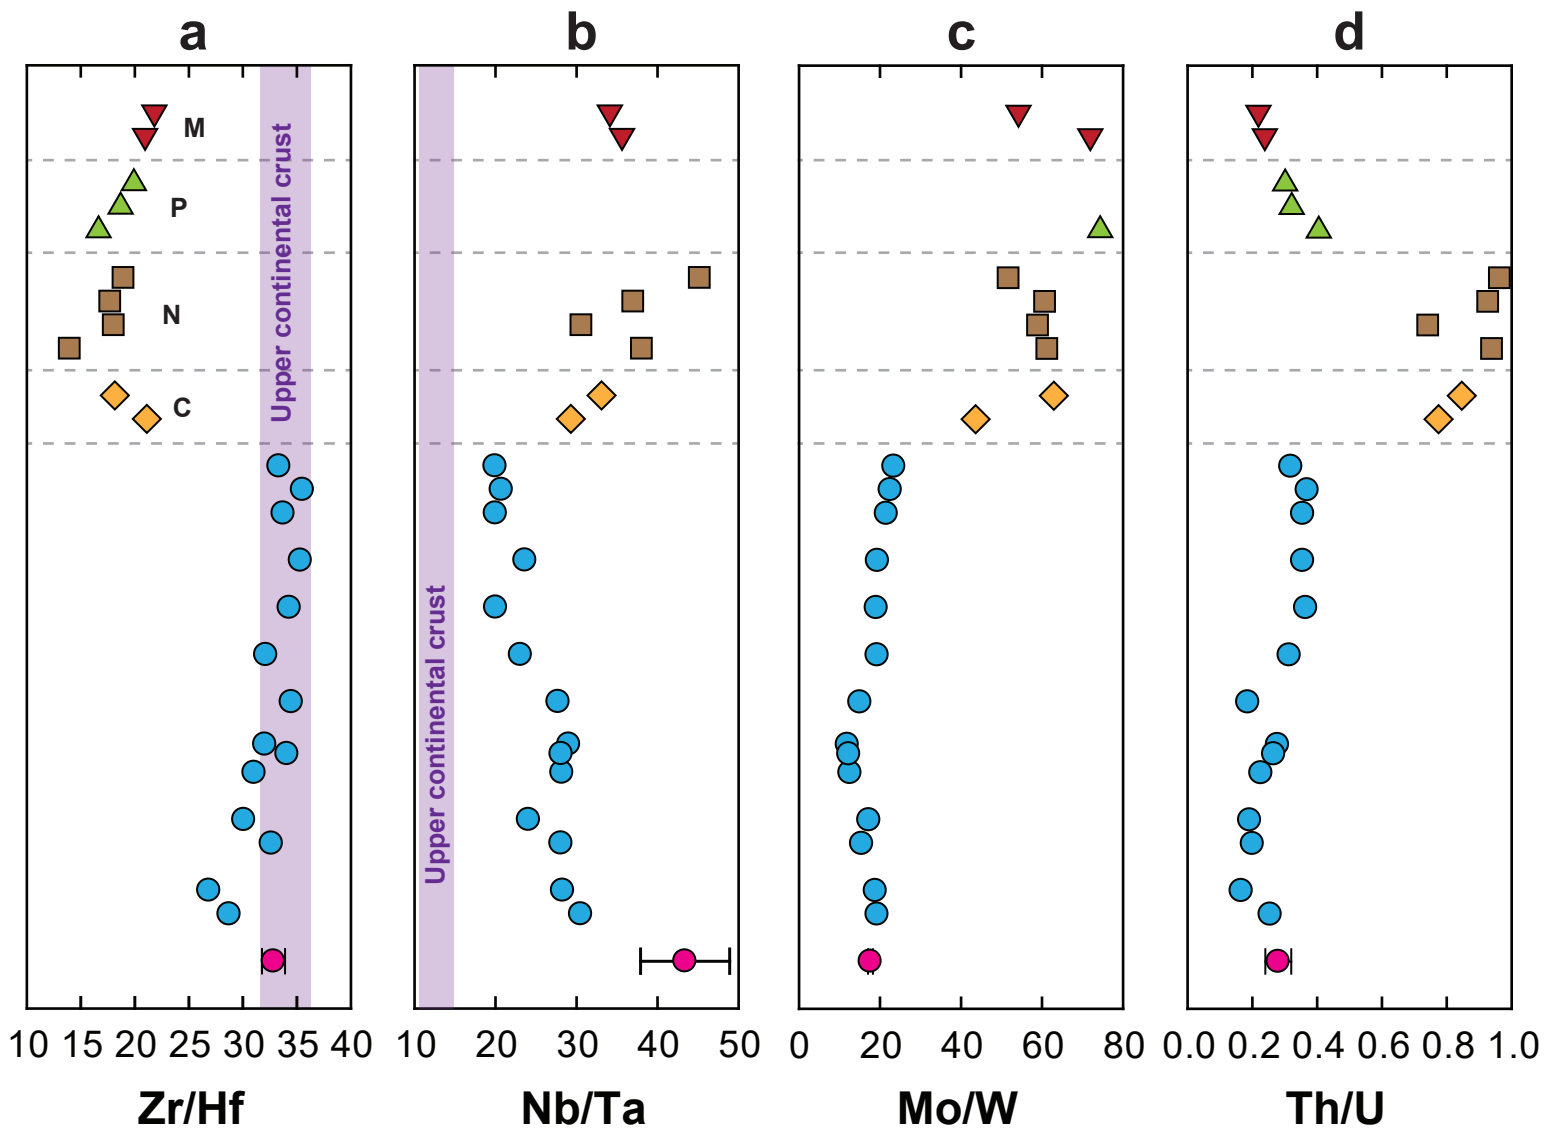 a b c d
M
P
N
C
Upper continental crust
Upper continental crust
10 15 20 25 30 35 40
10 20 30 40 50
0 20 40 60 80
0.0 0.2 0.4 0.6 0.8 1.0
Zr/Hf Nb/Ta Mo/W Th/U